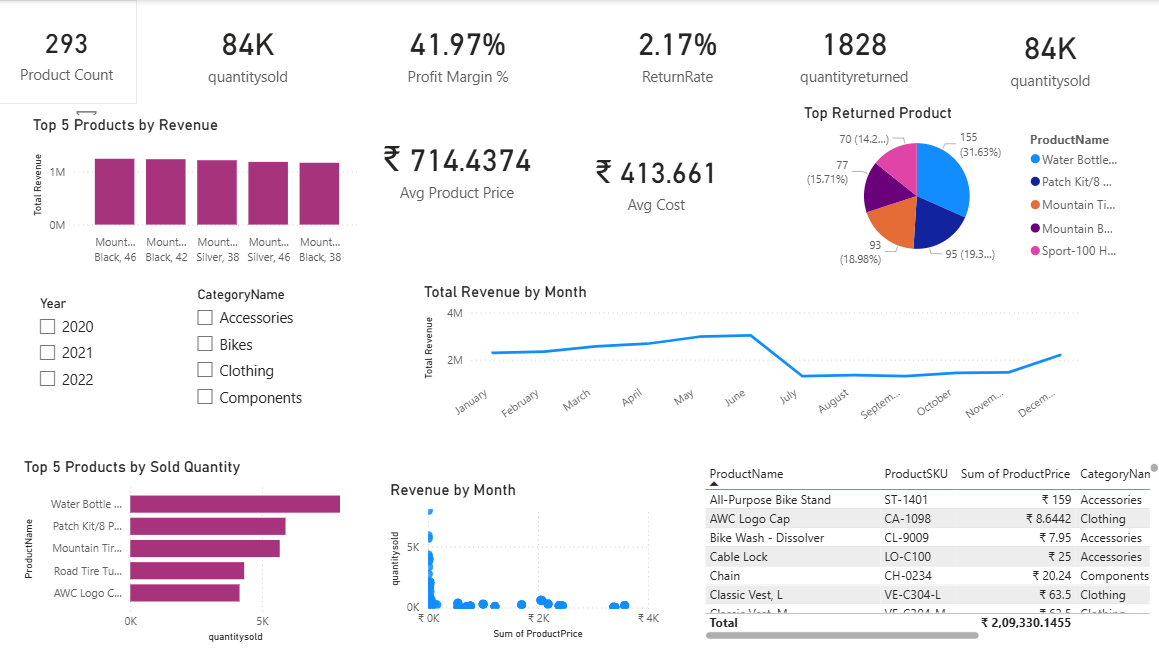 293
Product Count
84K
quantitysold
41.97%
Profit Margin %
2.17%
ReturnRate
1828
quantityreturned
84K
quantitysold
Top 5 Products by Revenue
Total Revenue
1M
0M
Mount... Mount... Mount... Mount... Mount...
Black, 46 Black, 42 Silver, 38 Silver, 46 Black, 38
₹ 714.4374
Avg Product Price
₹ 413.661
Avg Cost
Top Returned Product
155
(31.63%)
95 (19.3...)
93
(18.98%)
77
(15.71%)
70 (14.2...)
ProductName
Water Bottle...
Patch Kit/8 ...
Mountain Ti...
Mountain B...
Sport-100 H...
Year
2020
2021
2022
CategoryName
Accessories
Bikes
Clothing
Components
Total Revenue by Month
Total Revenue
4M
2M
January February March April May June July August Septem... October Novem... Decem...
Top 5 Products by Sold Quantity
ProductName
Water Bottle ...
Patch Kit/8 P...
Mountain Tir...
Road Tire Tu...
AWC Logo C...
0K 5K
quantitysold
Revenue by Month
quantitysold
5K
0K
₹ 0K ₹ 2K ₹ 4K
Sum of ProductPrice
ProductName ProductSKU Sum of ProductPrice CategoryNam
All-Purpose Bike Stand ST-1401 ₹ 159 Accessories
AWC Logo Cap CA-1098 ₹ 8.6442 Clothing
Bike Wash - Dissolver CL-9009 ₹ 7.95 Accessories
Cable Lock LO-C100 ₹ 25 Accessories
Chain CH-0234 ₹ 20.24 Components
Classic Vest, L VE-C304-L ₹ 63.5 Clothing
Classic Vest, M VE-C304-M ₹ 63.5 Clothing
Total ₹ 2,09,330.1455